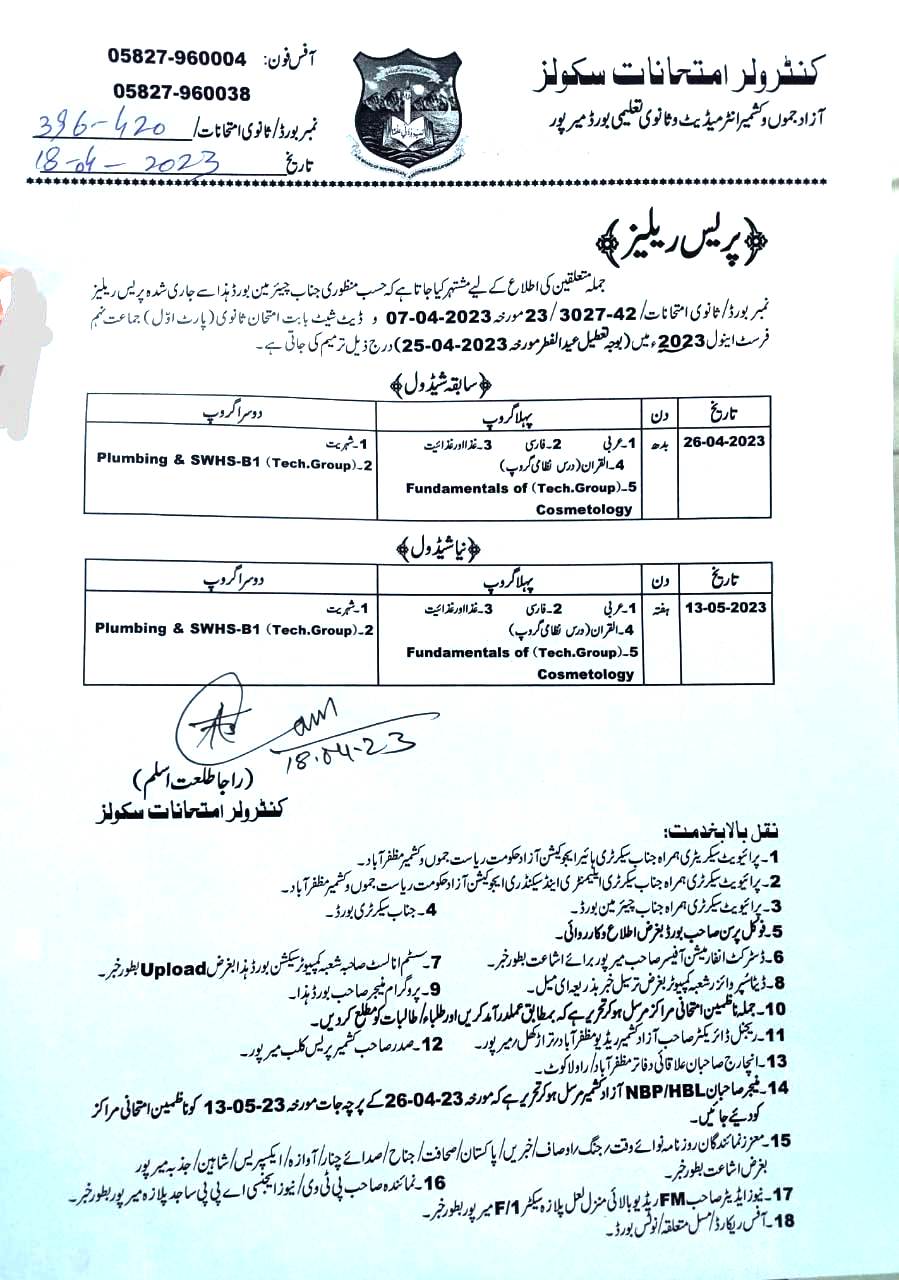 کنٹرولر امتحانات سکولز
آزاد جموں و کشمیر انٹرمیڈیٹ و ثانوی تعلیمی بورڈ میرپور
آفس فون: 05827-960004
05827-960038
نمبر بورڈ/ثانوی امتحانات/ 396-420
تاریخ 18-04-2023
﴿پریس ریلیز﴾
جملہ متعلقین کی اطلاع کے لیے مشتہر کیا جاتا ہے کہ حسب منظوری جناب چیئرمین بورڈ ہذا سے جاری شدہ پریس ریلیز
نمبر بورڈ/ثانوی امتحانات/3027-42/23 مورخہ 07-04-2023 و ڈیٹ شیٹ بابت امتحان ثانوی (پارٹ اوّل) جماعت نہم
فرسٹ اینول 2023ء میں (بوجہ تعطیل عیدالفطر مورخہ 25-04-2023) درج ذیل ترمیم کی جاتی ہے۔
﴿سابقہ شیڈول﴾
تاریخ دن پہلا گروپ دوسرا گروپ
26-04-2023 بدھ 1۔عربی 2۔فارسی 3۔غذا اور غذائیت 1۔شہریت
4۔القران (درس نظامی گروپ) 2۔(Tech.Group) Plumbing & SWHS-B1
5۔(Tech.Group) Fundamentals of
Cosmetology
﴿نیا شیڈول﴾
تاریخ دن پہلا گروپ دوسرا گروپ
13-05-2023 ہفتہ 1۔عربی 2۔فارسی 3۔غذا اور غذائیت 1۔شہریت
4۔القران (درس نظامی گروپ) 2۔(Tech.Group) Plumbing & SWHS-B1
5۔(Tech.Group) Fundamentals of
Cosmetology
18.04.23
(راجا طلعت اسلم)
کنٹرولر امتحانات سکولز
نقل بالا بخدمت:
1۔پرائیویٹ سیکریٹری ہمراہ جناب سیکرٹری ہائیر ایجوکیشن آزاد حکومت ریاست جموں و کشمیر مظفرآباد۔
2۔پرائیویٹ سیکرٹری ہمراہ جناب سیکرٹری ایلیمنٹری اینڈ سیکنڈری ایجوکیشن آزاد حکومت ریاست جموں و کشمیر مظفرآباد۔
3۔پرائیویٹ سیکرٹری ہمراہ جناب چیئرمین بورڈ۔ 4۔جناب سیکرٹری بورڈ۔
5۔فوکل پرسن صاحب بورڈ بغرض اطلاع و کارروائی۔
6۔ڈسٹرکٹ انفارمیشن آفیسر صاحب میرپور برائے اشاعت بطور خبر۔ 7۔سسٹم انالسٹ صاحبہ شعبہ کمپیوٹر سیکشن بورڈ ہذا بغرض Upload بطور خبر۔
8۔ڈیٹا سپروائزر شعبہ کمپیوٹر بغرض ترسیل خبر بذریعہ ای میل۔ 9۔پروگرام منیجر صاحب بورڈ ہذا۔
10۔جملہ ناظمین امتحانی مراکز مرسل ہو کر تحریر ہے کہ بمطابق عملدرآمد کریں اور طلباء/طالبات کو مطلع کردیں۔
11۔ریجنل ڈائریکٹر صاحب آزاد کشمیر ریڈیو مظفرآباد/تراڑکھل/میرپور۔ 12۔صدر صاحب کشمیر پریس کلب میرپور۔
13۔انچارج صاحبان علاقائی دفاتر مظفرآباد/راولاکوٹ۔
14۔منیجر صاحبان NBP/HBL آزاد کشمیر مرسل ہو کر تحریر ہے کہ مورخہ 26-04-23 کے پرچہ جات مورخہ 13-05-23 کو ناظمین امتحانی مراکز
کو دیئے جائیں۔
15۔معزز نمائندگان روزنامہ نوائے وقت/جنگ/اوصاف/خبریں/پاکستان/صحافت/جناح/صدائے چنار/آوازہ/ایکسپریس/شاہین/جذبہ میرپور
بغرض اشاعت بطور خبر۔ 16۔نمائندہ صاحب پی ٹی وی/نیوز ایجنسی اے پی پی ساجد پلازہ میرپور بطور خبر۔
17۔نیوز ایڈیٹر صاحب FM ریڈیو بالائی منزل لعل پلازہ سیکٹر F/1 میرپور بطور خبر۔
18۔آفس ریکارڈ/مسل متعلقہ/نوٹس بورڈ۔